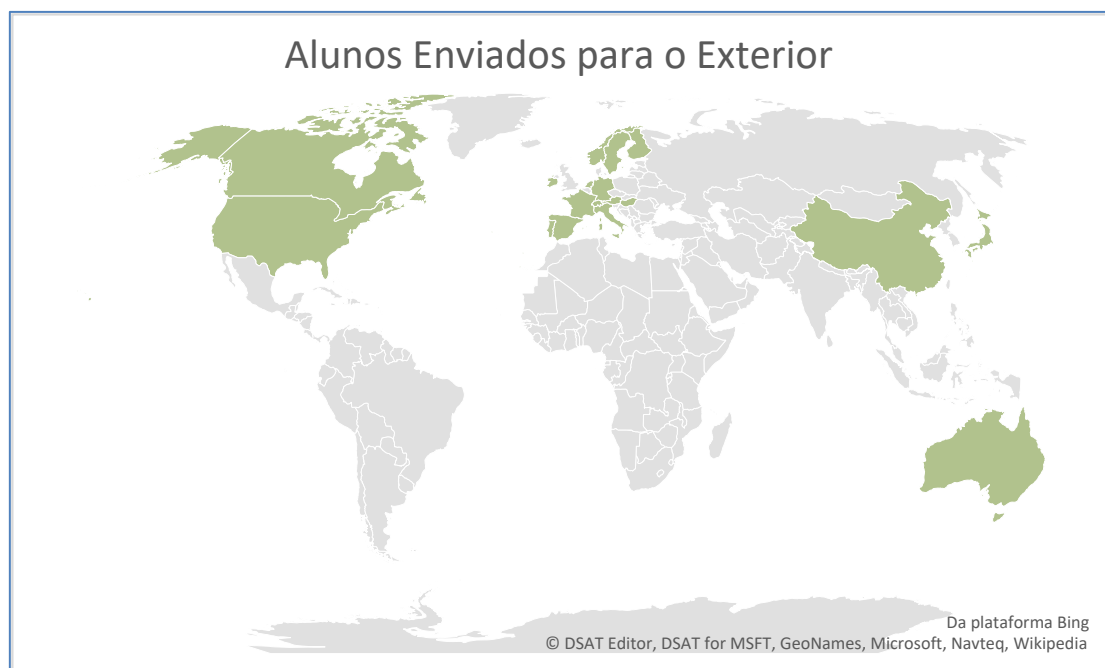 Alunos Enviados para o Exterior
Da plataforma Bing
© DSAT Editor, DSAT for MSFT, GeoNames, Microsoft, Navteq, Wikipedia